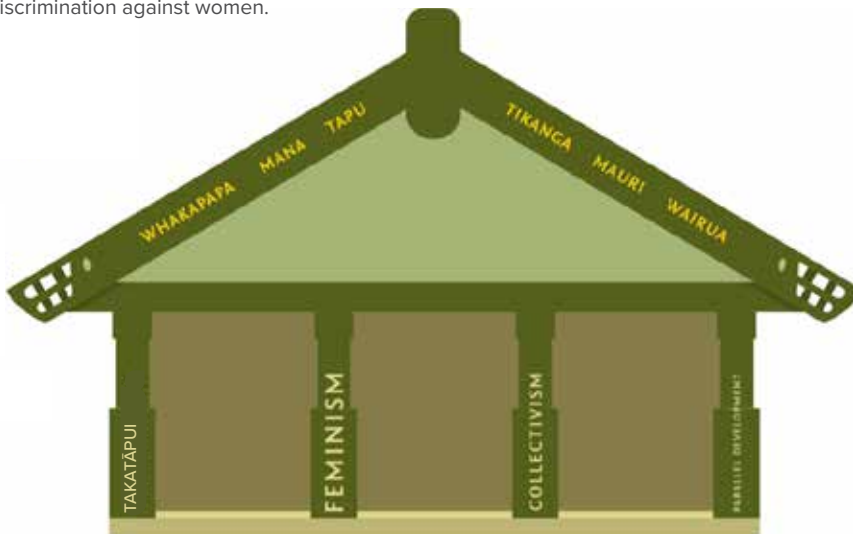 iscrimination against women.
WHAKAPAPA MANA TAPU
TIKANGA MAURI WAIRUA
TAKATĀPUI
FEMINISM
COLLECTIVISM
PARALLEL DEVELOPMENT